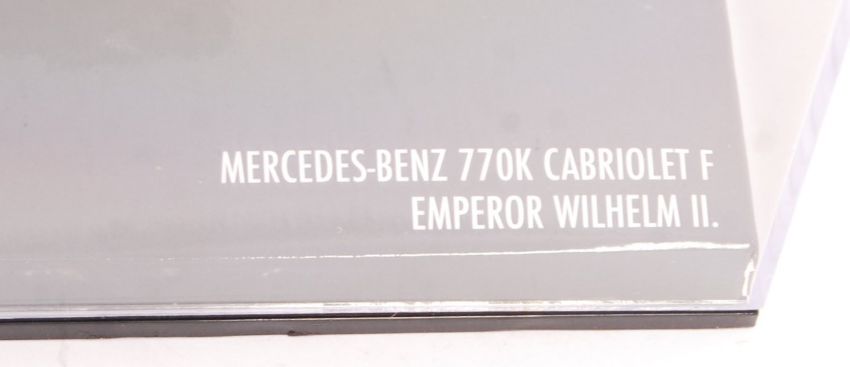 MERCEDES-BENZ 770K CABRIOLET F
EMPEROR WILHELM II.